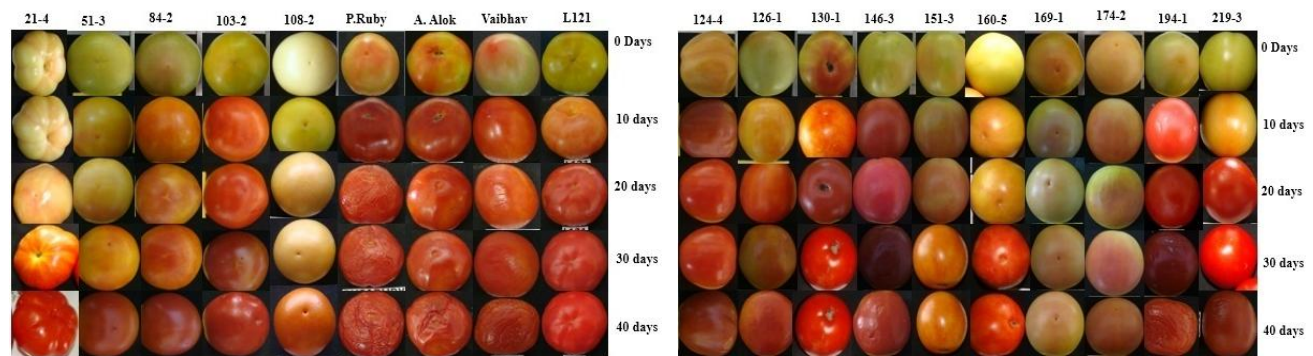 21-4 51-3 84-2 103-2 108-2 P.Ruby A. Alok Vaibhav L121
0 Days
10 days
20 days
30 days
40 days
124-4 126-1 130-1 146-3 151-3 160-5 169-1 174-2 194-1 219-3
0 Days
10 days
20 days
30 days
40 days